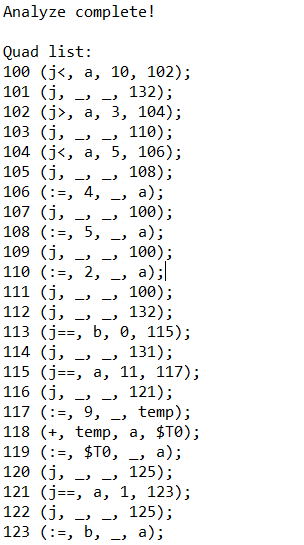 Analyze complete!
Quad list:
100 (j<, a, 10, 102);
101 (j, _, _, 132);
102 (j>, a, 3, 104);
103 (j, _, _, 110);
104 (j<, a, 5, 106);
105 (j, _, _, 108);
106 (:=, 4, _, a);
107 (j, _, _, 100);
108 (:=, 5, _, a);
109 (j, _, _, 100);
110 (:=, 2, _, a);
111 (j, _, _, 100);
112 (j, _, _, 132);
113 (j==, b, 0, 115);
114 (j, _, _, 131);
115 (j==, a, 11, 117);
116 (j, _, _, 121);
117 (:=, 9, _, temp);
118 (+, temp, a, $T0);
119 (:=, $T0, _, a);
120 (j, _, _, 125);
121 (j==, a, 1, 123);
122 (j, _, _, 125);
123 (:=, b, _, a);